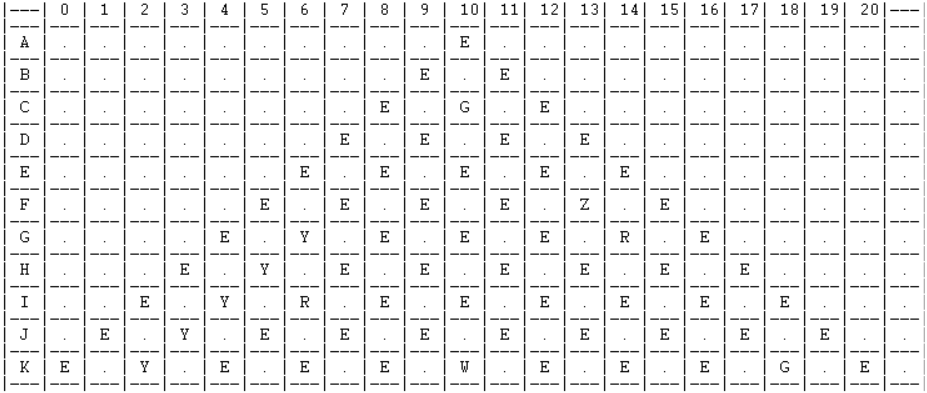 |---| 0 | 1 | 2 | 3 | 4 | 5 | 6 | 7 | 8 | 9 | 10| 11| 12| 13| 14| 15| 16| 17| 18| 19| 20|---|
| A | . | . | . | . | . | . | . | . | . | . | E | . | . | . | . | . | . | . | . | . | . | . |
| B | . | . | . | . | . | . | . | . | . | E | . | E | . | . | . | . | . | . | . | . | . | . |
| C | . | . | . | . | . | . | . | . | E | . | G | . | E | . | . | . | . | . | . | . | . | . |
| D | . | . | . | . | . | . | . | E | . | E | . | E | . | E | . | . | . | . | . | . | . | . |
| E | . | . | . | . | . | . | E | . | E | . | E | . | E | . | E | . | . | . | . | . | . | . |
| F | . | . | . | . | . | E | . | E | . | E | . | E | . | Z | . | E | . | . | . | . | . | . |
| G | . | . | . | . | E | . | Y | . | E | . | E | . | E | . | R | . | E | . | . | . | . | . |
| H | . | . | . | E | . | Y | . | E | . | E | . | E | . | E | . | E | . | E | . | . | . | . |
| I | . | . | E | . | Y | . | R | . | E | . | E | . | E | . | E | . | E | . | E | . | . | . |
| J | . | E | . | Y | . | E | . | E | . | E | . | E | . | E | . | E | . | E | . | E | . | . |
| K | E | . | Y | . | E | . | E | . | E | . | W | . | E | . | E | . | E | . | G | . | E | . |